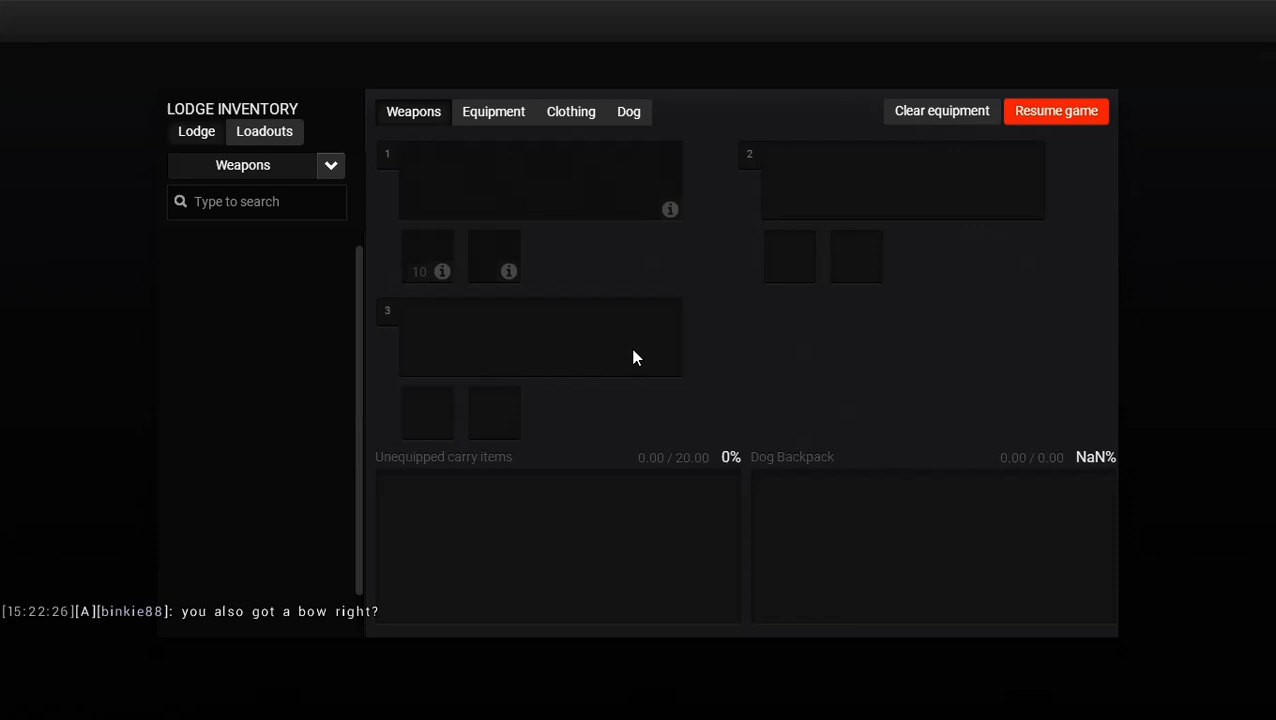 LODGE INVENTORY
Lodge Loadouts
Weapons
Type to search
Weapons Equipment Clothing Dog
Clear equipment Resume game
1
2
10
3
Unequipped carry items 0.00 / 20.00 0%
Dog Backpack 0.00 / 0.00 NaN%
[15:22:26][A][binkie88]: you also got a bow right?